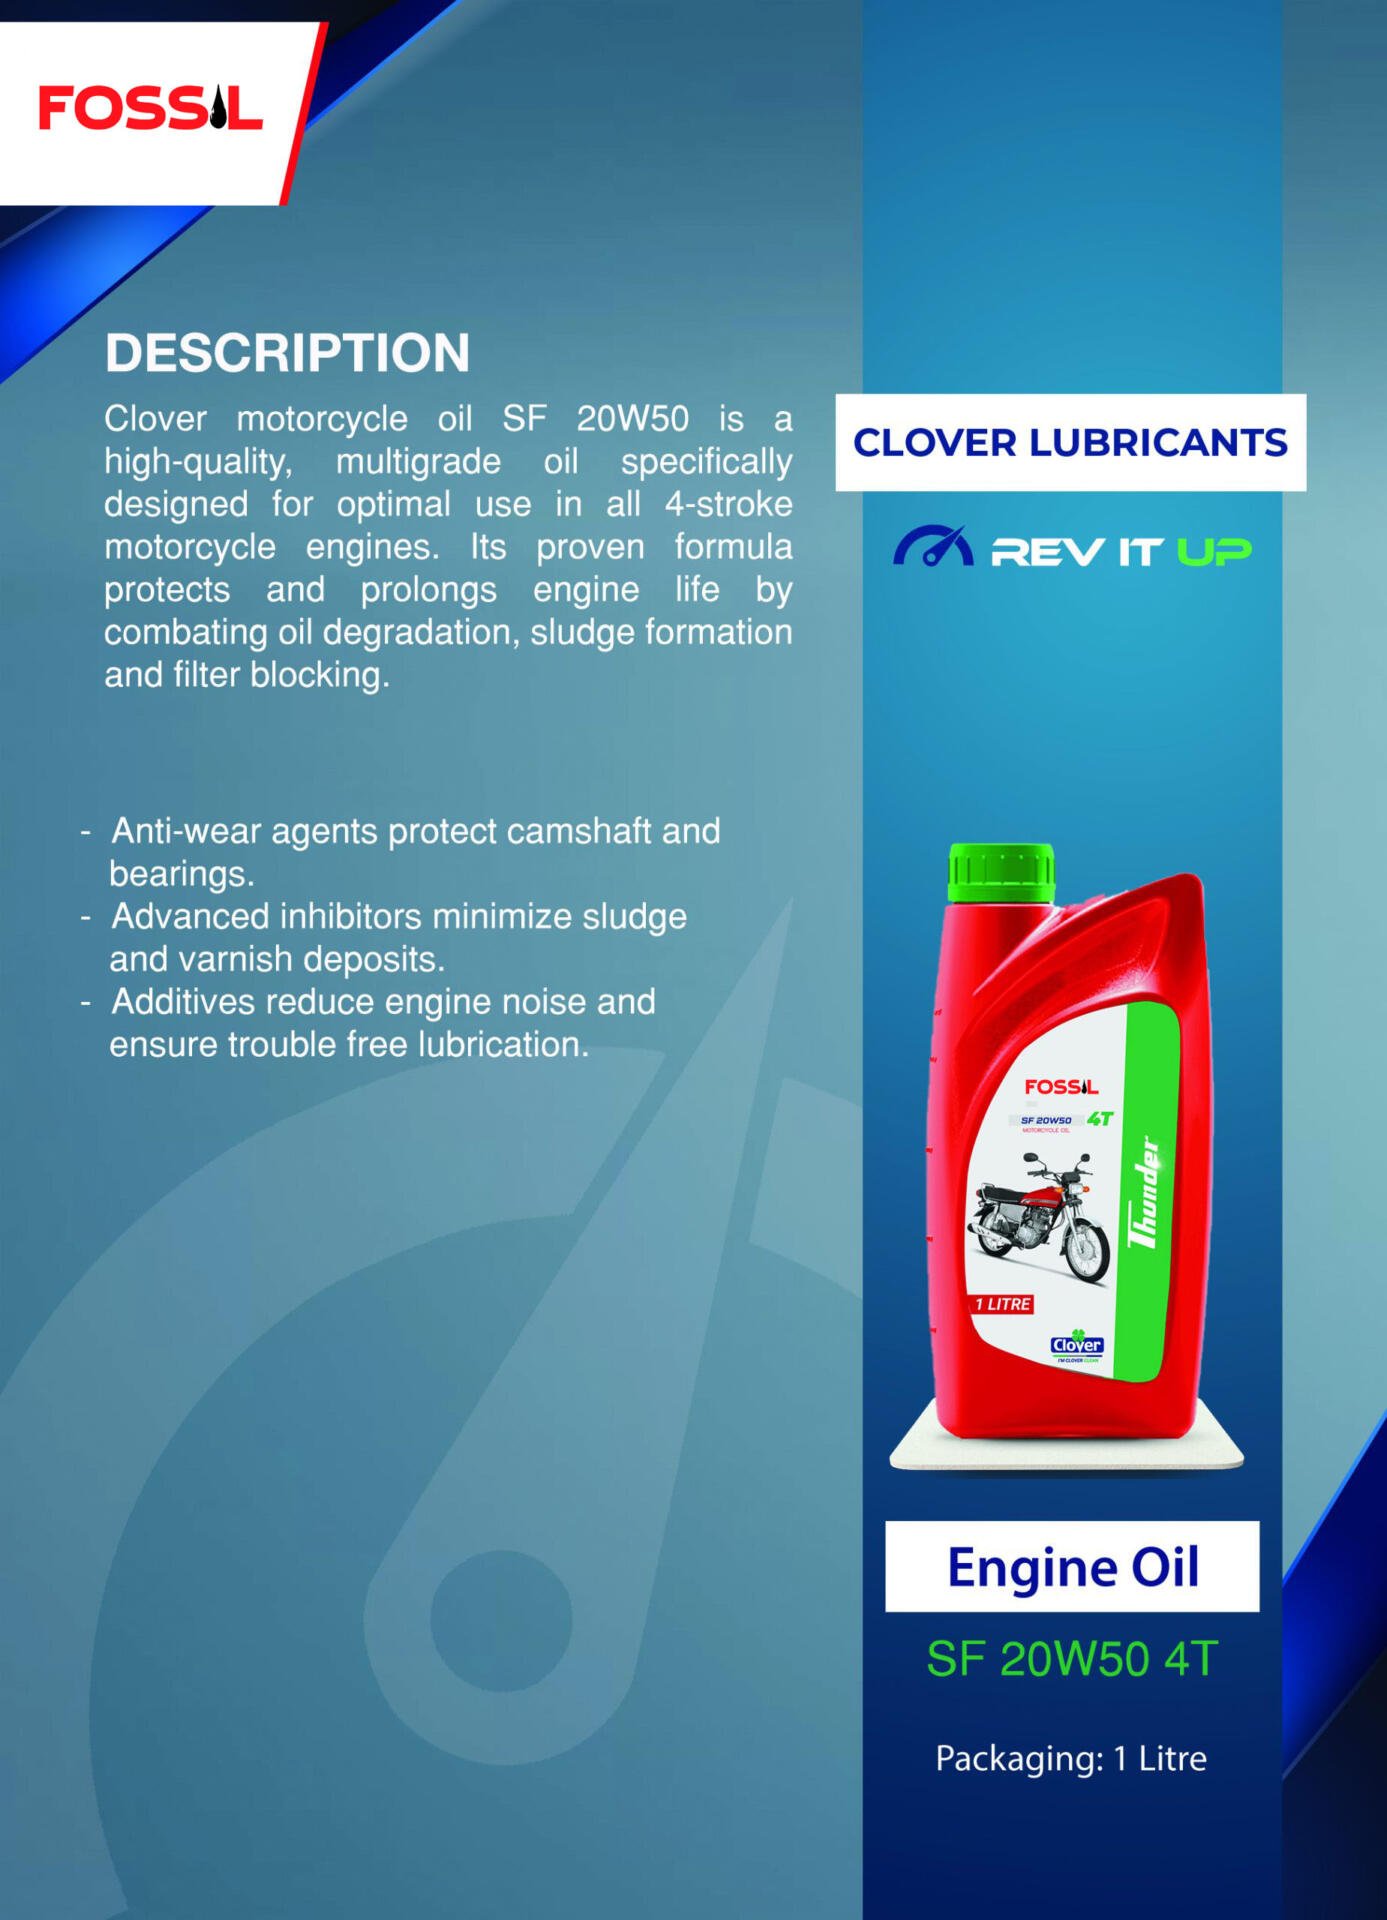 FOSSIL
DESCRIPTION
Clover motorcycle oil SF 20W50 is a
high-quality, multigrade oil specifically
designed for optimal use in all 4-stroke
motorcycle engines. Its proven formula
protects and prolongs engine life by
combating oil degradation, sludge formation
and filter blocking.
- Anti-wear agents protect camshaft and
bearings.
- Advanced inhibitors minimize sludge
and varnish deposits.
- Additives reduce engine noise and
ensure trouble free lubrication.
CLOVER LUBRICANTS
REV IT UP
FOSSIL
SF 20W50 4T
MOTORCYCLE OIL
Thunder
1 LITRE
Clover
I'M CLOVER CLEAN
Engine Oil
SF 20W50 4T
Packaging: 1 Litre